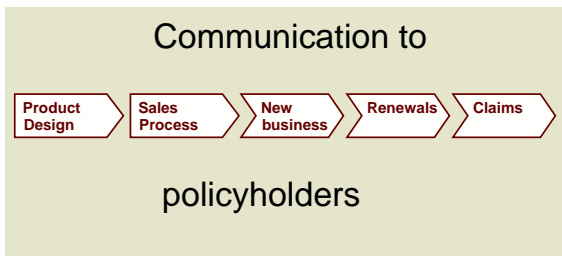 Communication to
Product
Design
Sales
Process
New
business
Renewals
Claims
policyholders